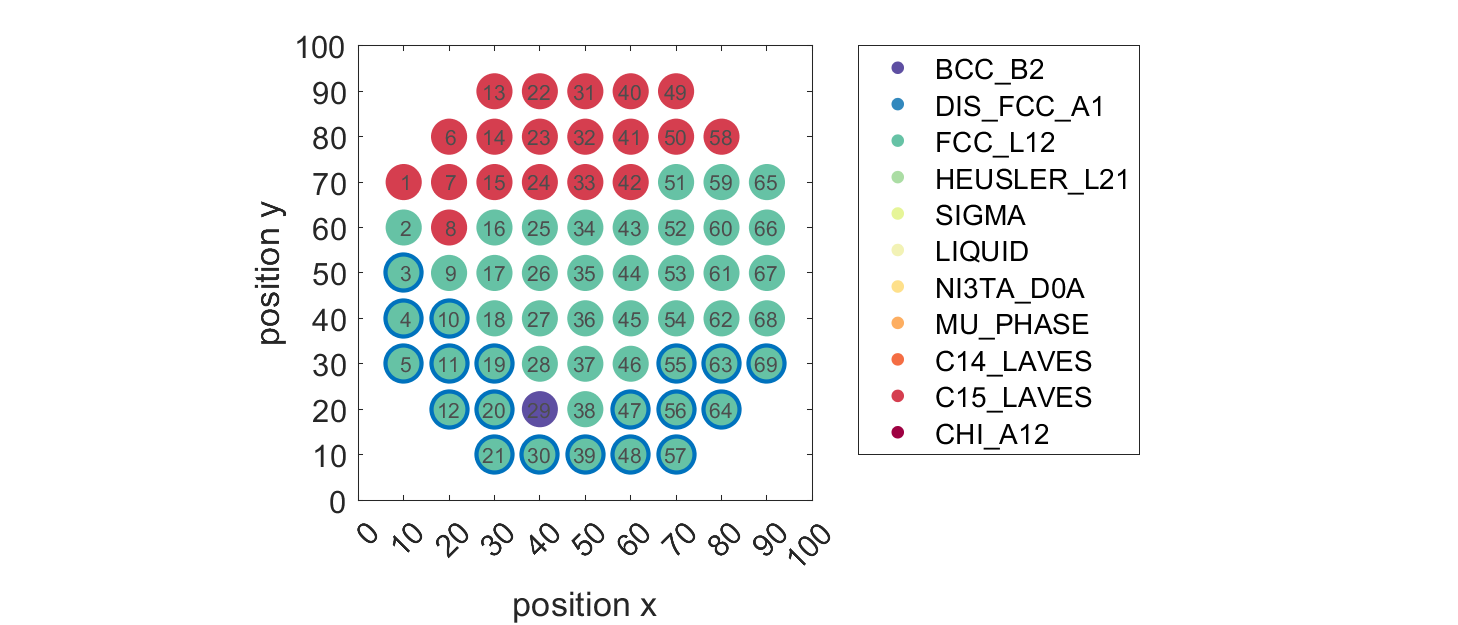 100
90
80
70
60
50
40
30
20
10
0
position y
13 22 31 40 49
6 14 23 32 41 50 58
1 7 15 24 33 42 51 59 65
2 8 16 25 34 43 52 60 66
3 9 17 26 35 44 53 61 67
4 10 18 27 36 45 54 62 68
5 11 19 28 37 46 55 63 69
12 20 29 38 47 56 64
21 30 39 48 57
0 10 20 30 40 50 60 70 80 90 100
position x
BCC_B2
DIS_FCC_A1
FCC_L12
HEUSLER_L21
SIGMA
LIQUID
NI3TA_D0A
MU_PHASE
C14_LAVES
C15_LAVES
CHI_A12